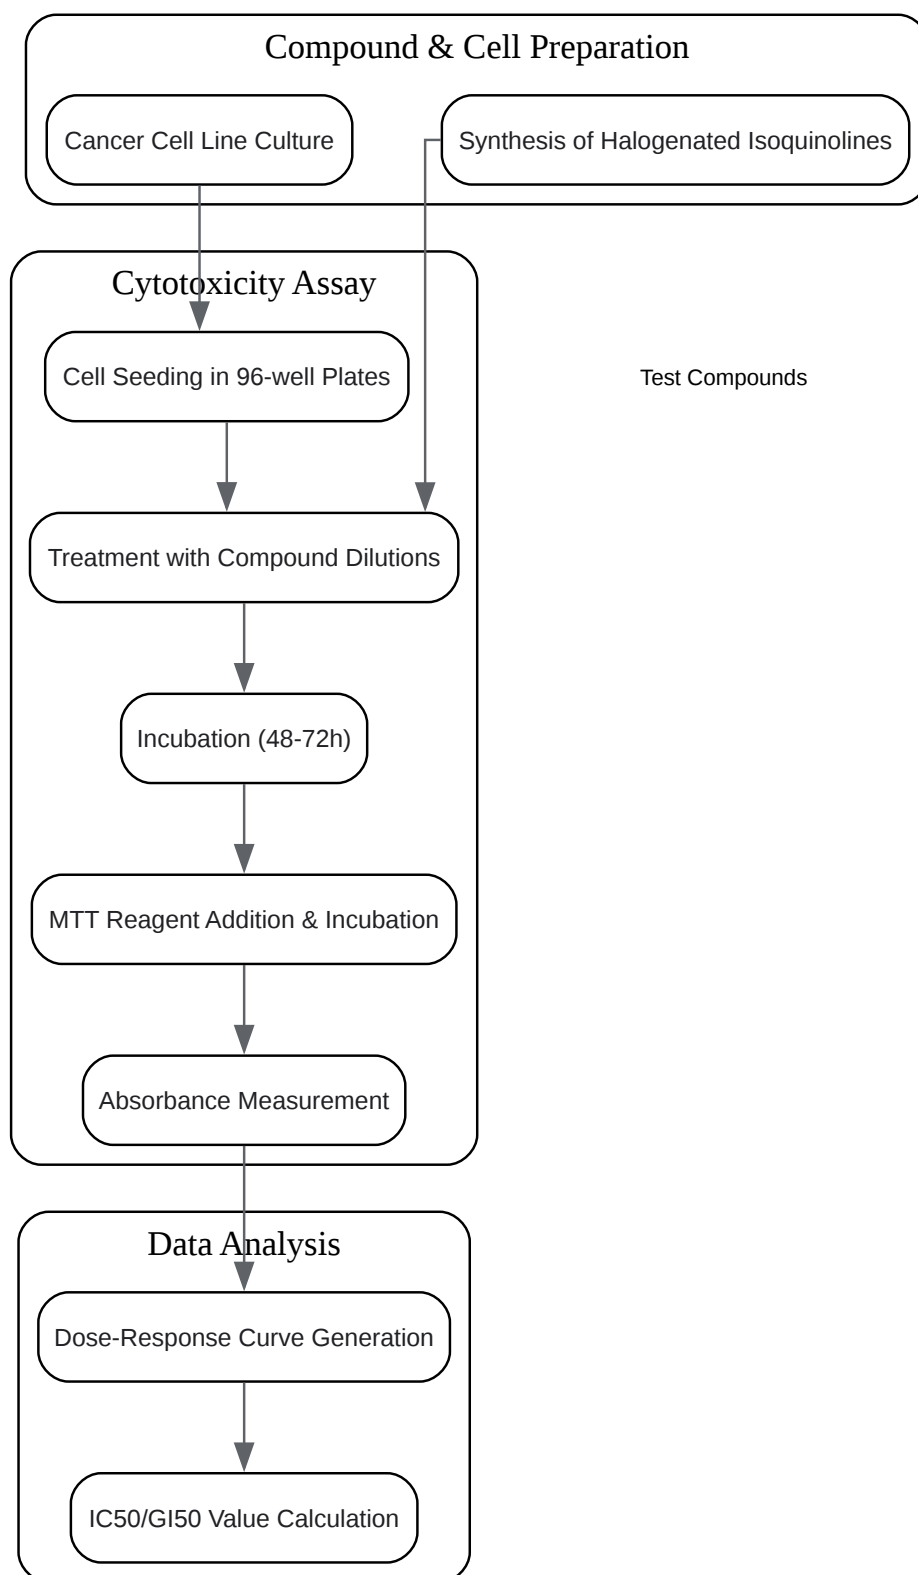 Compound & Cell Preparation
Cancer Cell Line Culture
Synthesis of Halogenated Isoquinolines
Cytotoxicity Assay
Cell Seeding in 96-well Plates
Test Compounds
Treatment with Compound Dilutions
Incubation (48-72h)
MTT Reagent Addition & Incubation
Absorbance Measurement
Data Analysis
Dose-Response Curve Generation
IC50/GI50 Value Calculation